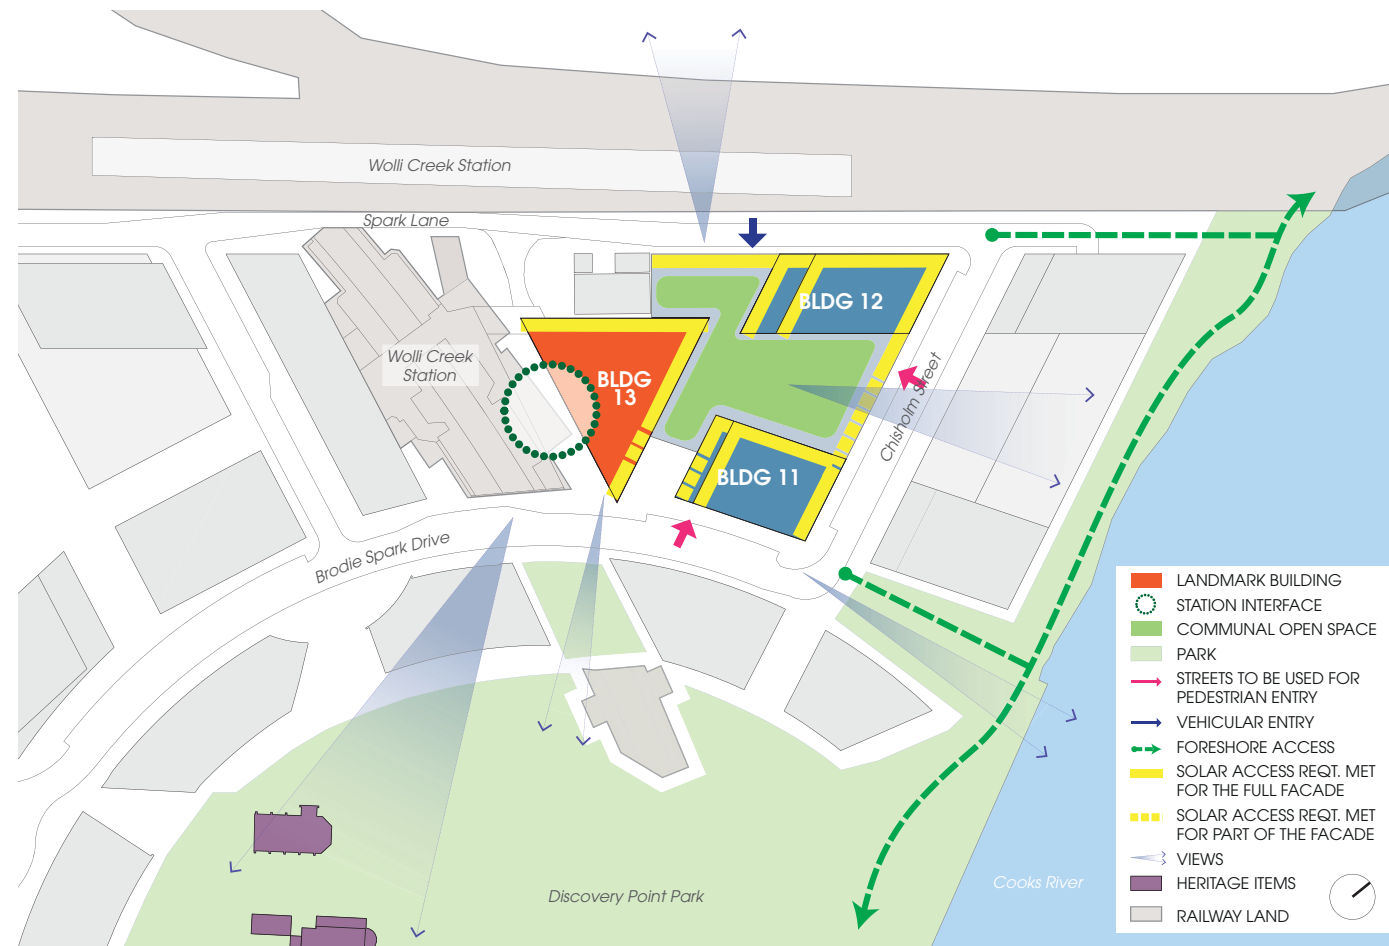 Wolli Creek Station
Spark Lane
BLDG 12
Wolli Creek
Station
BLDG
13
Chisholm Street
BLDG 11
Brodie Spark Drive
LANDMARK BUILDING
STATION INTERFACE
COMMUNAL OPEN SPACE
PARK
STREETS TO BE USED FOR
PEDESTRIAN ENTRY
VEHICULAR ENTRY
FORESHORE ACCESS
SOLAR ACCESS REQT. MET
FOR THE FULL FACADE
SOLAR ACCESS REQT. MET
FOR PART OF THE FACADE
VIEWS
HERITAGE ITEMS
RAILWAY LAND
Cooks River
Discovery Point Park